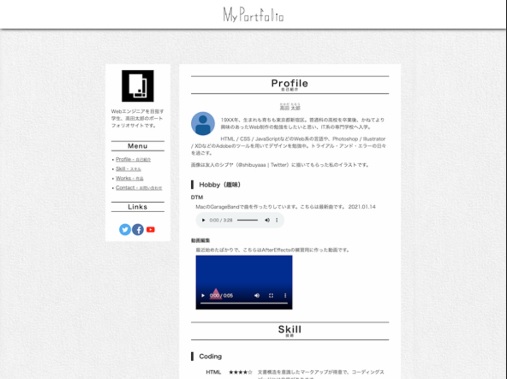 MyPortfolio
Webエンジニアを目指す
学生、高田太郎のポート
フォリオサイトです。
Menu
Profile - 自己紹介
Skill - スキル
Works - 作品
Contact - お問い合わせ
Links
Profile
自己紹介
高田 太郎
19XX年、生まれも育ちも東京都新宿区。普通科の高校を卒業後、かねてより
興味のあったWeb制作の勉強をしたいと思い、IT系の専門学校へ入学。
HTML / CSS / JavaScriptなどのWeb系の言語や、Photoshop / Illustrator
/ XDなどのAdobeのツールを用いてデザインを勉強中。トライアル・アンド・エラーの日々
を過ごす。
画像は友人のシブヤ（@shibuyaaa｜Twitter）に描いてもらった私のイラストです。
Hobby（趣味）
DTM
MacのGarageBandで曲を作ったりしています。こちらは最新曲です。 2021.01.14
0:00 / 3:28
動画編集
最近始めたばかりで、こちらはAfterEffectsの練習用に作った動画です。
0:00 / 0:05
Skill
技術
Coding
HTML ★★★★☆ 文書構造を意識したマークアップが得意で、コーディングス